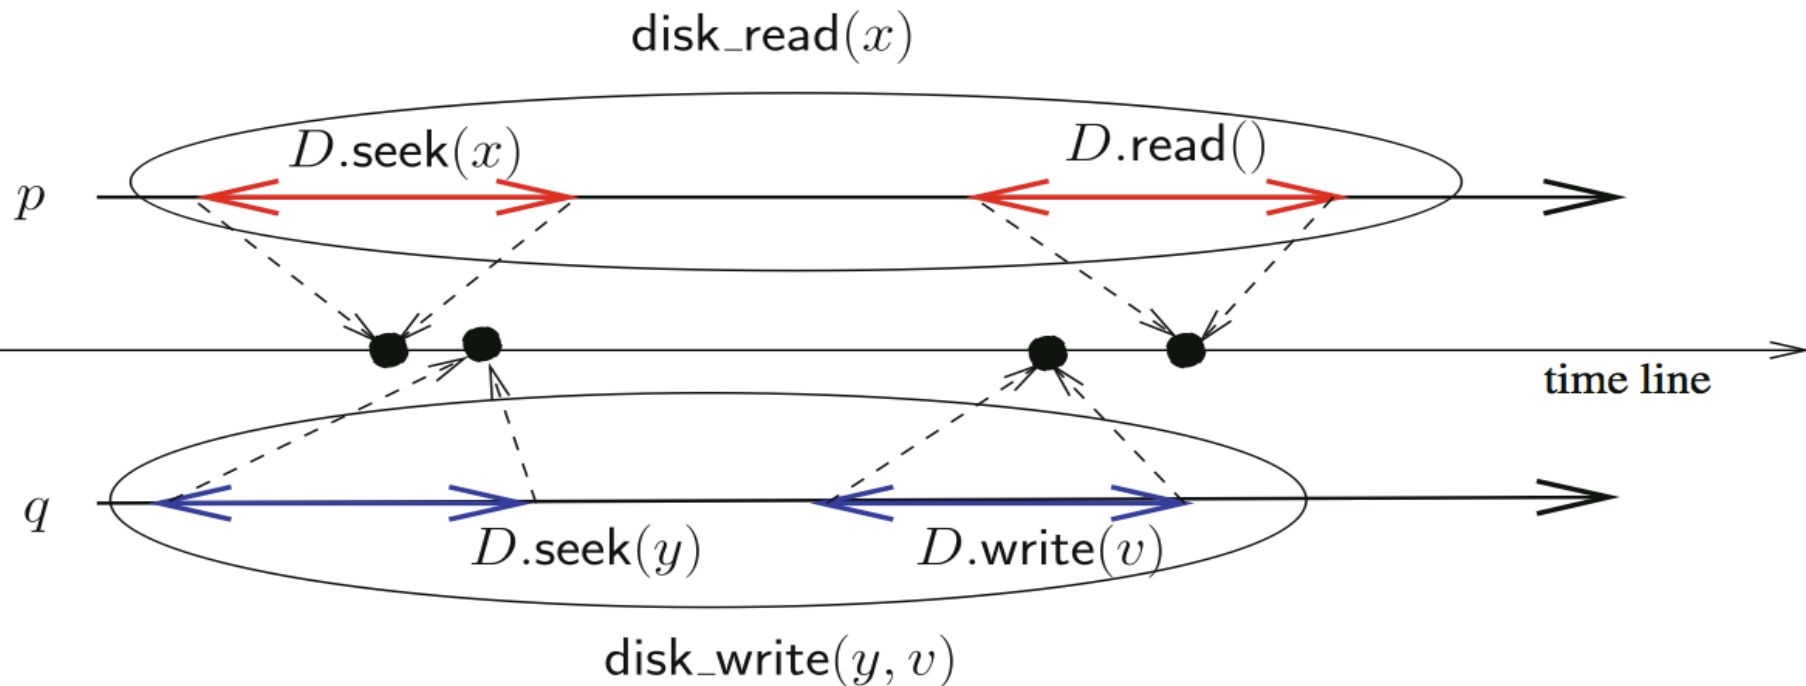 disk_read(x)
D.seek(x)
D.read()
p
time line
q
D.seek(y)
D.write(v)
disk_write(y, v)